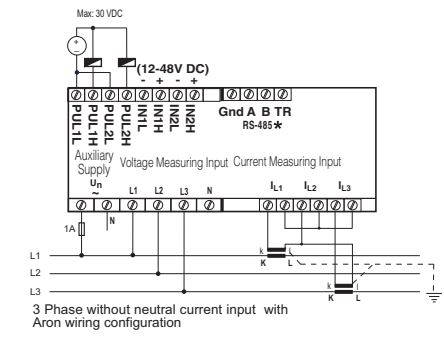 Max: 30 VDC
+
-
(12-48V DC)
- + - +
PUL1L PUL1H PUL2L PUL2H IN1L IN1H IN2L IN2H
Gnd A B TR
RS-485*
Auxiliary Supply
Voltage Measuring Input
Current Measuring Input
Un
~
L1 L2 L3 N
IL1 IL2 IL3
N
1A
L1
k l
K L
L2
L3
k l
K L
3 Phase without neutral current input with
Aron wiring configuration